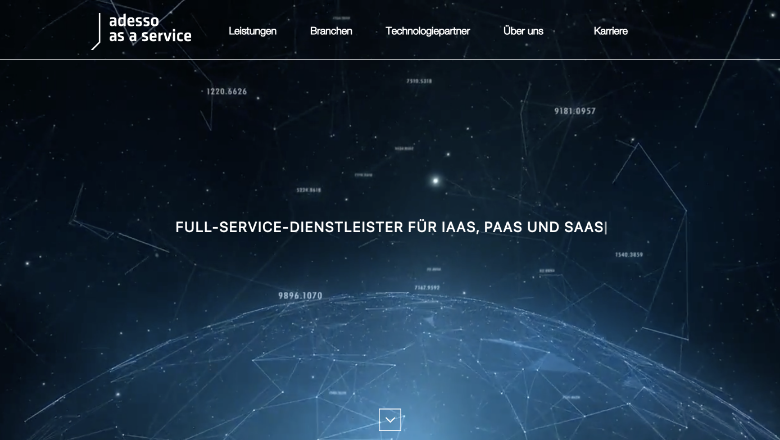 adesso
as a service
Leistungen
Branchen
Technologiepartner
Über uns
Karriere
1220.6626
7510.5318
9181.0957
FULL-SERVICE-DIENSTLEISTER FÜR IAAS, PAAS UND SAAS|
1540.3859
9896.1070